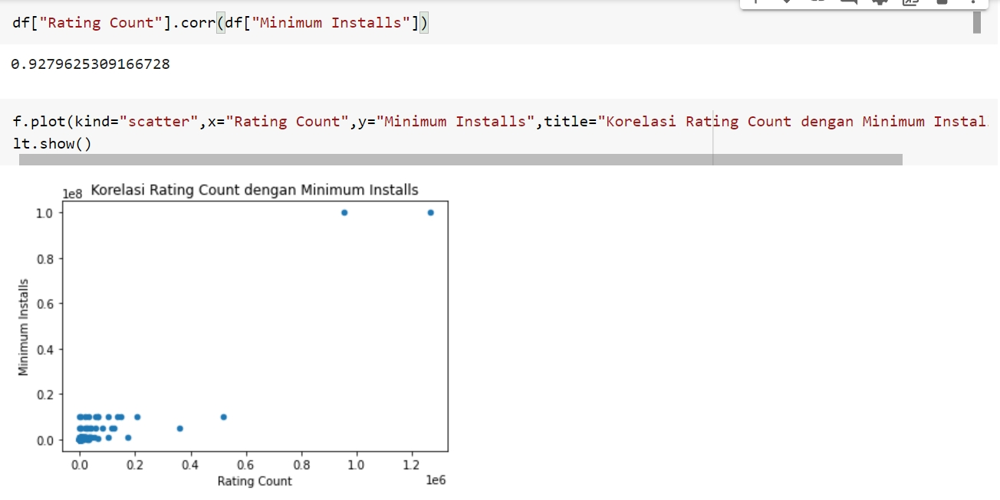 df["Rating Count"].corr(df["Minimum Installs"])
0.9279625309166728
f.plot(kind="scatter",x="Rating Count",y="Minimum Installs",title="Korelasi Rating Count dengan Minimum Instal
lt.show()
1e8 Korelasi Rating Count dengan Minimum Installs
1.0
0.8
0.6
0.4
0.2
0.0
Minimum Installs
0.0 0.2 0.4 0.6 0.8 1.0 1.2
Rating Count
1e6